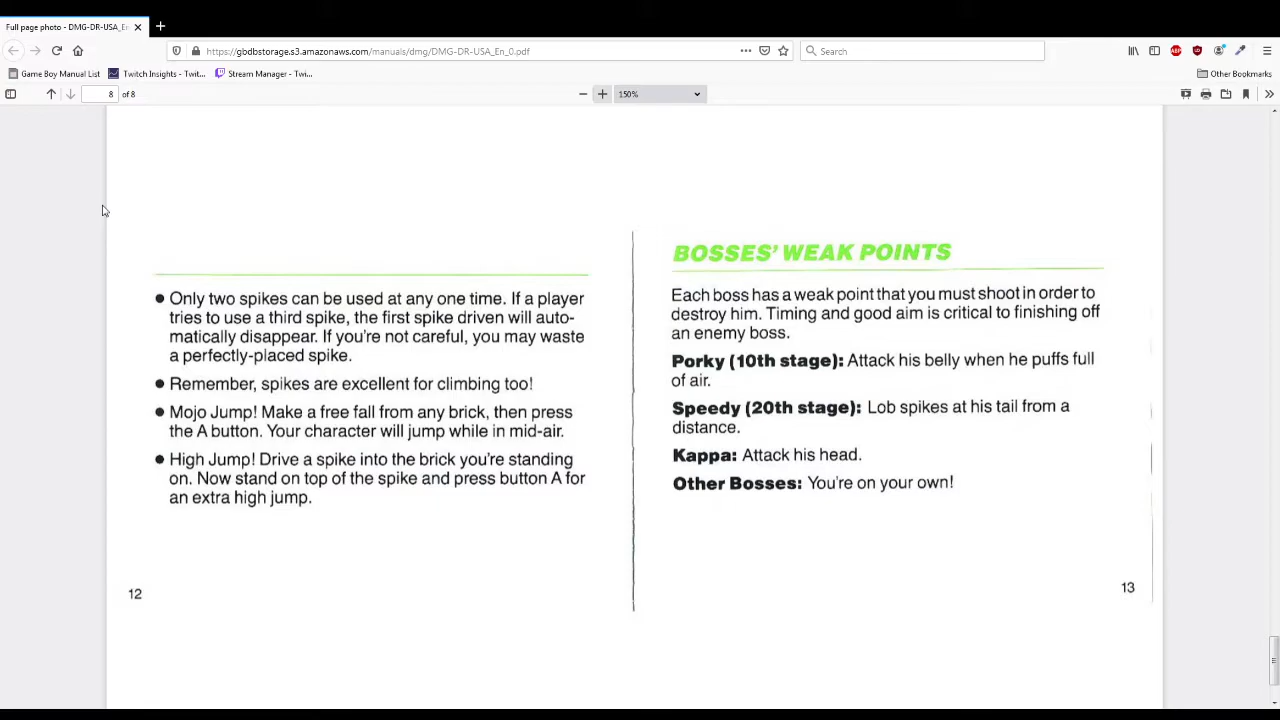 Full page photo - DMG-DR-USA_En
https://gbdbstorage.s3.amazonaws.com/manuals/dmg/DMG-DR-USA_En_0.pdf
Search
Game Boy Manual List
Twitch Insights - Twit...
Stream Manager - Twi...
Other Bookmarks
8 of 8
150%
● Only two spikes can be used at any one time. If a player
tries to use a third spike, the first spike driven will auto-
matically disappear. If you're not careful, you may waste
a perfectly-placed spike.
● Remember, spikes are excellent for climbing too!
● Mojo Jump! Make a free fall from any brick, then press
the A button. Your character will jump while in mid-air.
● High Jump! Drive a spike into the brick you're standing
on. Now stand on top of the spike and press button A for
an extra high jump.
12
BOSSES' WEAK POINTS
Each boss has a weak point that you must shoot in order to
destroy him. Timing and good aim is critical to finishing off
an enemy boss.
Porky (10th stage): Attack his belly when he puffs full
of air.
Speedy (20th stage): Lob spikes at his tail from a
distance.
Kappa: Attack his head.
Other Bosses: You're on your own!
13